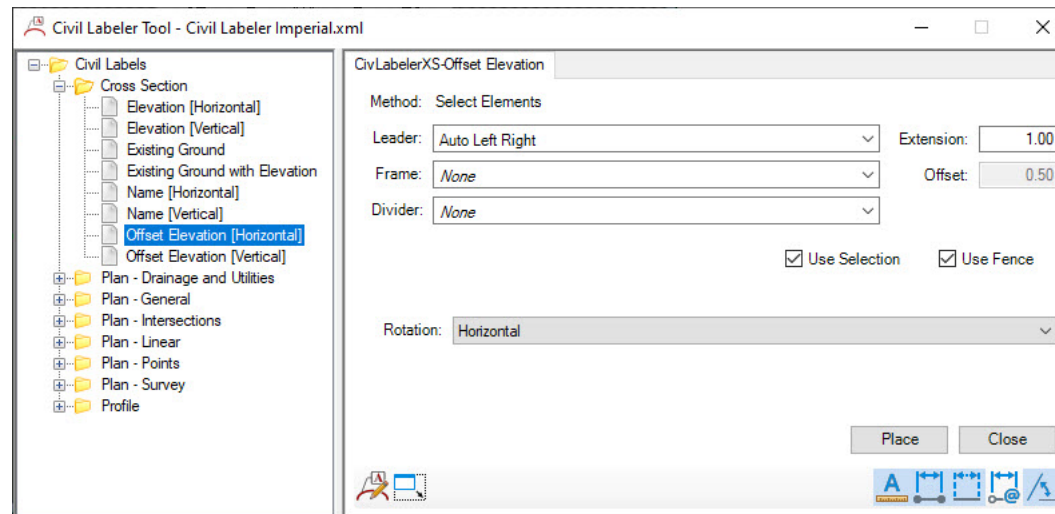 Civil Labeler Tool - Civil Labeler Imperial.xml
Civil Labels
Cross Section
Elevation [Horizontal]
Elevation [Vertical]
Existing Ground
Existing Ground with Elevation
Name [Horizontal]
Name [Vertical]
Offset Elevation [Horizontal]
Offset Elevation [Vertical]
Plan - Drainage and Utilities
Plan - General
Plan - Intersections
Plan - Linear
Plan - Points
Plan - Survey
Profile
CivLabelerXS-Offset Elevation
Method: Select Elements
Leader: Auto Left Right Extension: 1.00
Frame: None Offset: 0.50
Divider: None
Use Selection Use Fence
Rotation: Horizontal
Place Close